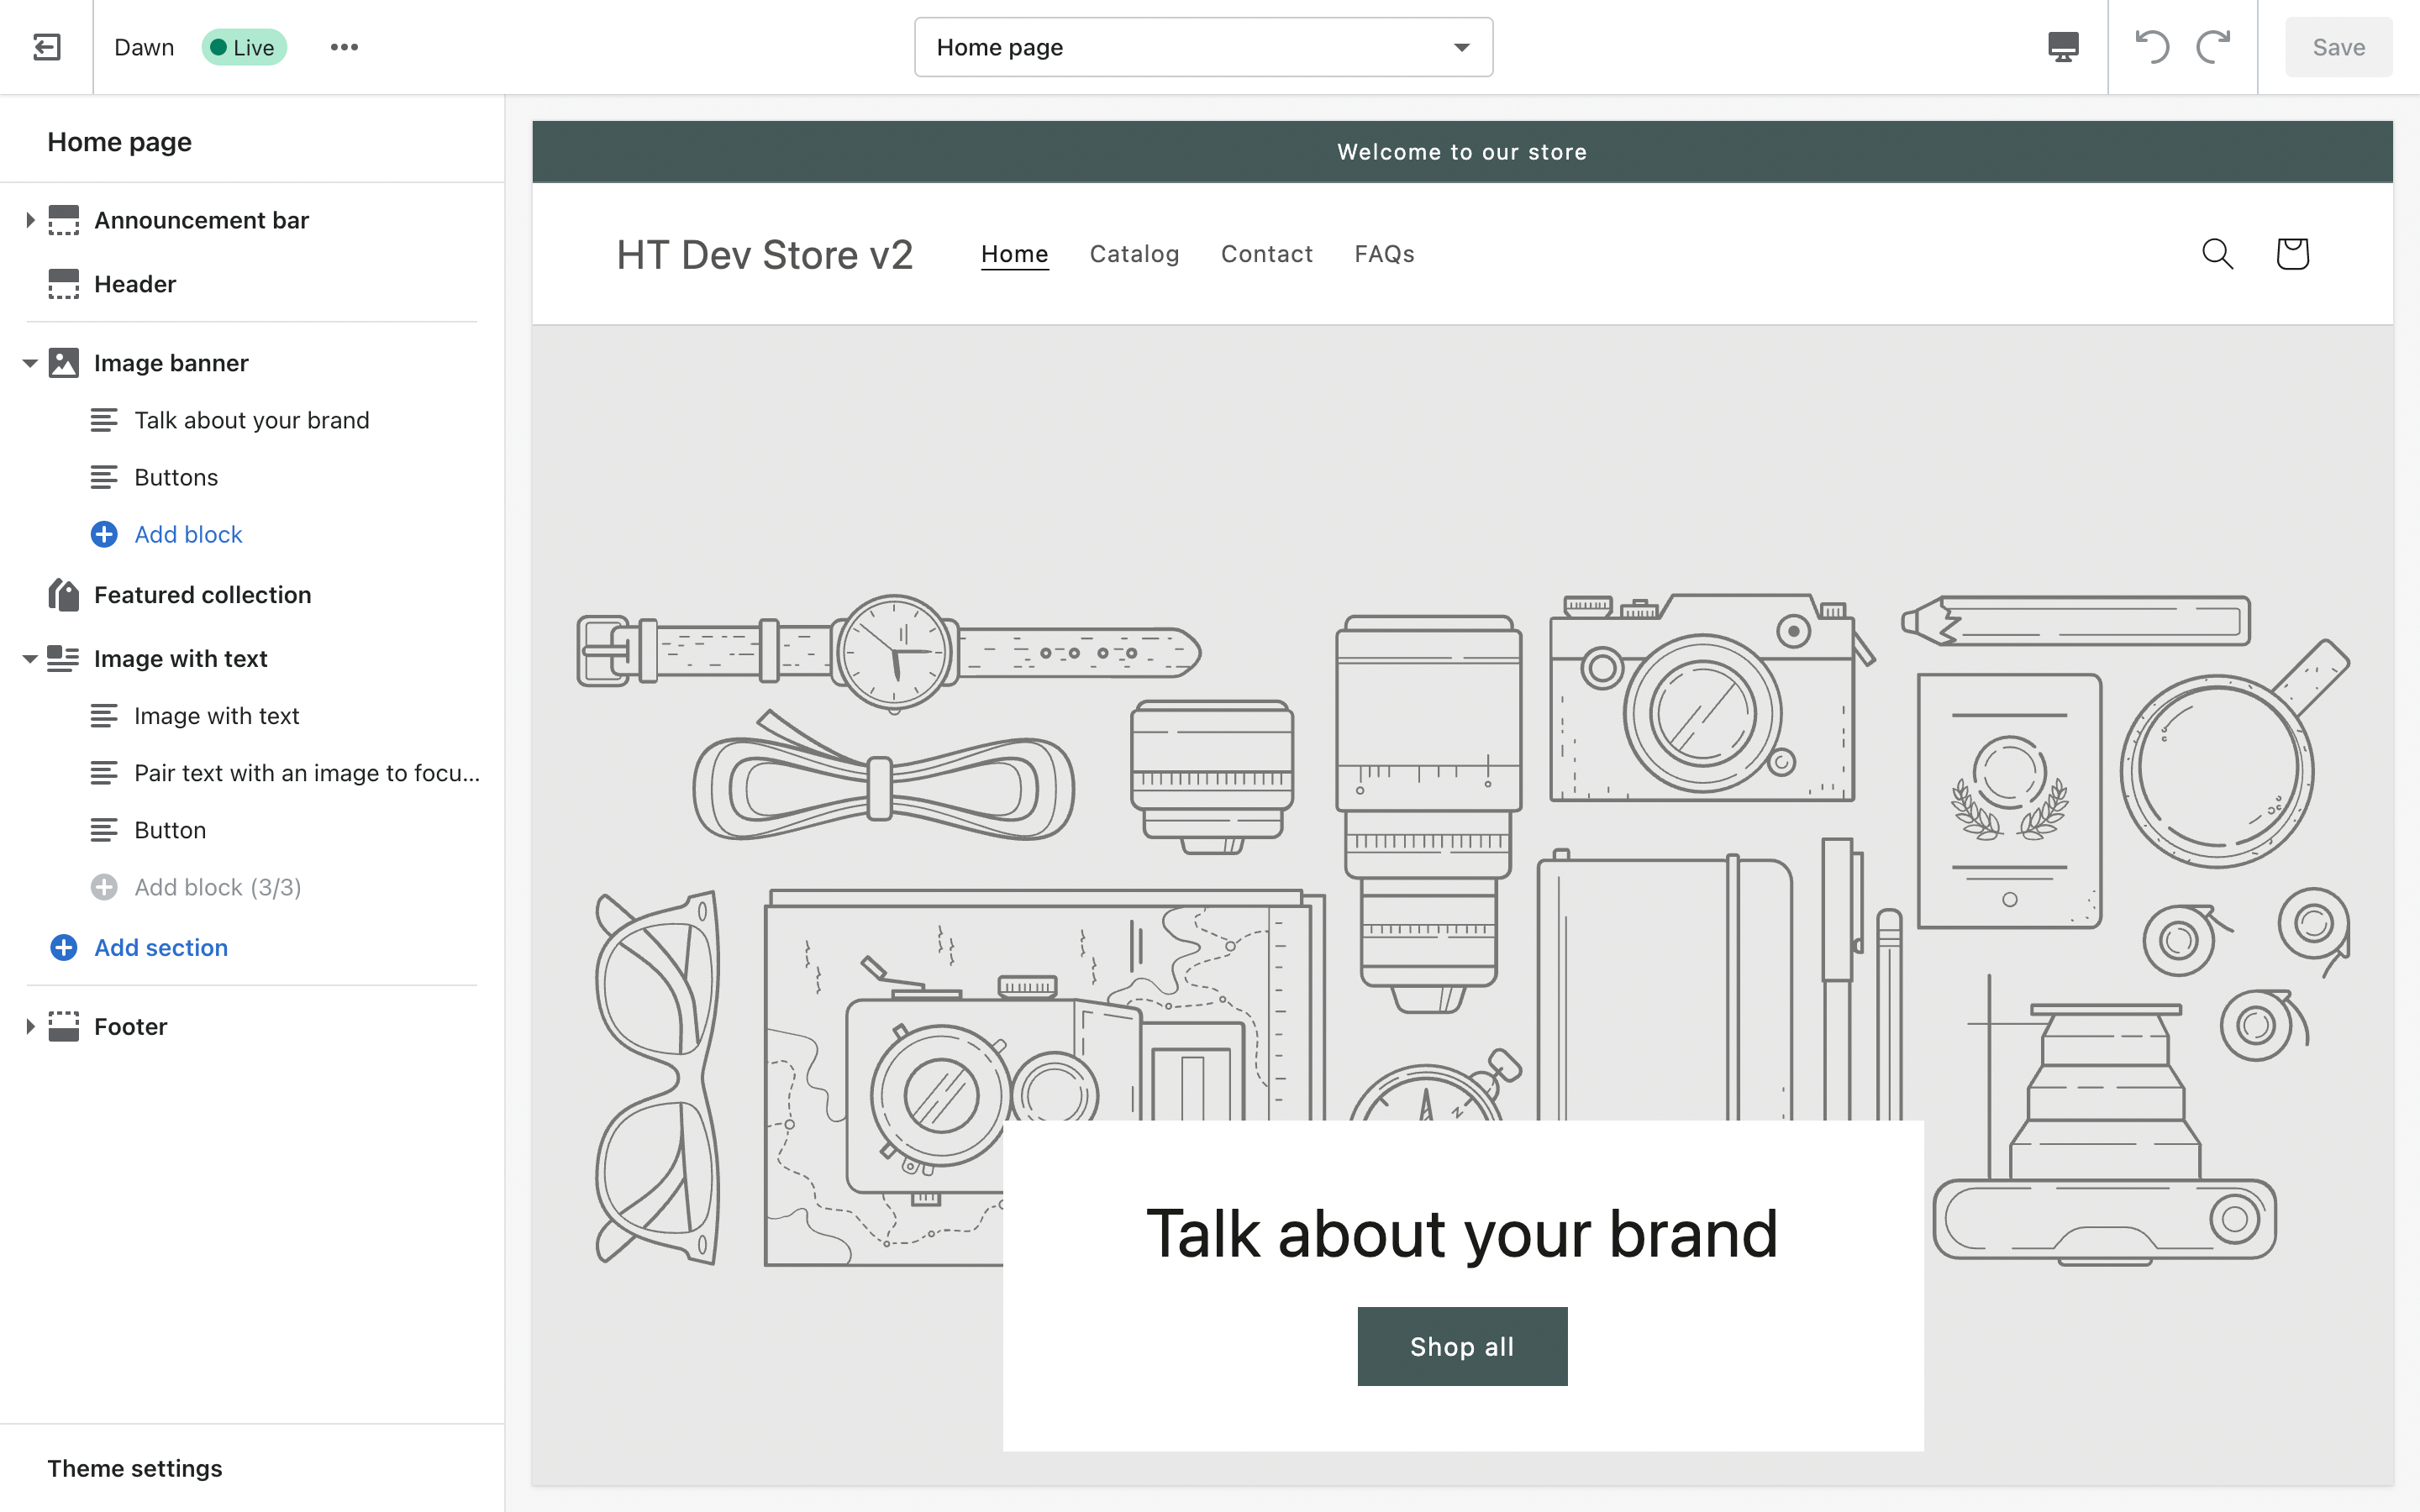 Dawn
Live
Home page
Save
Home page
Announcement bar
Header
Image banner
Talk about your brand
Buttons
Add block
Featured collection
Image with text
Image with text
Pair text with an image to focu...
Button
Add block (3/3)
Add section
Footer
Theme settings
Welcome to our store
HT Dev Store v2
Home
Catalog
Contact
FAQs
Talk about your brand
Shop all